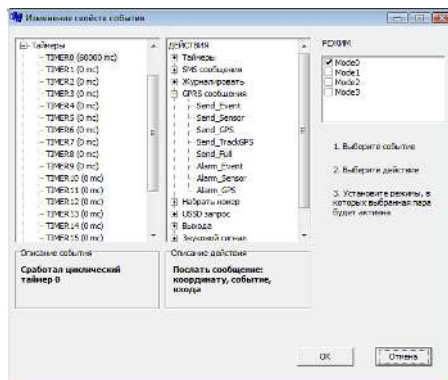 Изменение свойств события
Таймеры
TIMER0 (60000 mc)
TIMER1 (0 mc)
TIMER2 (0 mc)
TIMER3 (0 mc)
TIMER4 (0 mc)
TIMER5 (0 mc)
TIMER6 (0 mc)
TIMER7 (0 mc)
TIMER8 (0 mc)
TIMER9 (0 mc)
TIMER10 (0 mc)
TIMER11 (0 mc)
TIMER12 (0 mc)
TIMER13 (0 mc)
TIMER14 (0 mc)
TIMER15 (0 mc)
ДЕЙСТВИЯ
Таймеры
SMS сообщения
Журналировать
GPRS сообщения
Send_Event
Send_Sensor
Send_GPS
Send_TrackGPS
Send_Full
Alarm_Event
Alarm_Sensor
Alarm_GPS
Набрать номер
USSD запрос
Выхода
Звуковой сигнал
РЕЖИМ
Mode0
Mode1
Mode2
Mode3
1. Выберите событие
2. Выберите действие
3. Установите режимы, в
которых выбранная пара
будет активна
Описание события
Сработал циклический
таймер 0
Описание действия
Послать сообщение:
координату, событие,
входа
OK
Отмена